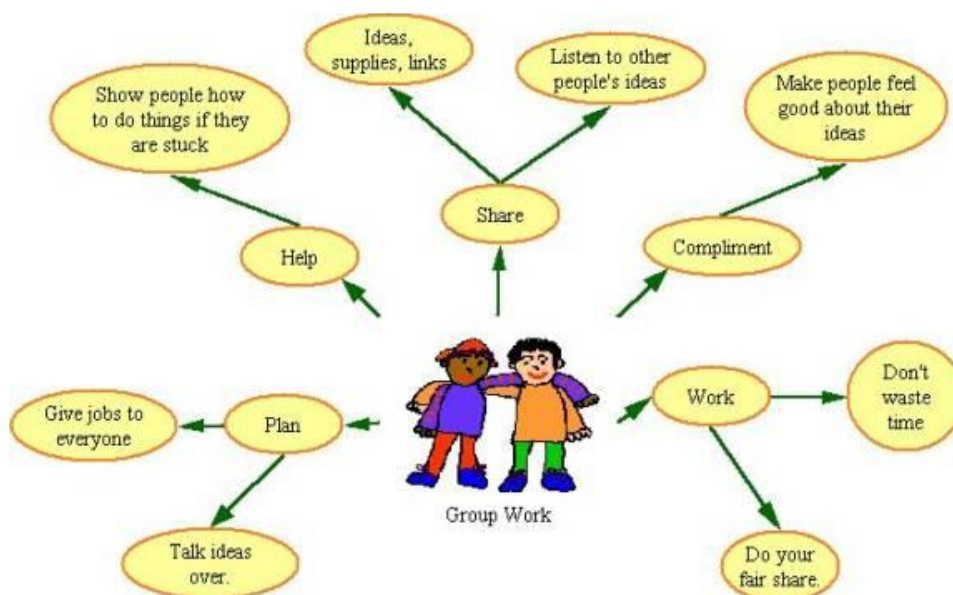 Ideas,
supplies, links
Listen to other
people's ideas
Make people feel
good about their
ideas
Show people how
to do things if they
are stuck
Share
Help
Compliment
Work
Don't
waste
time
Give jobs to
everyone
Plan
Group Work
Talk ideas
over.
Do your
fair share.